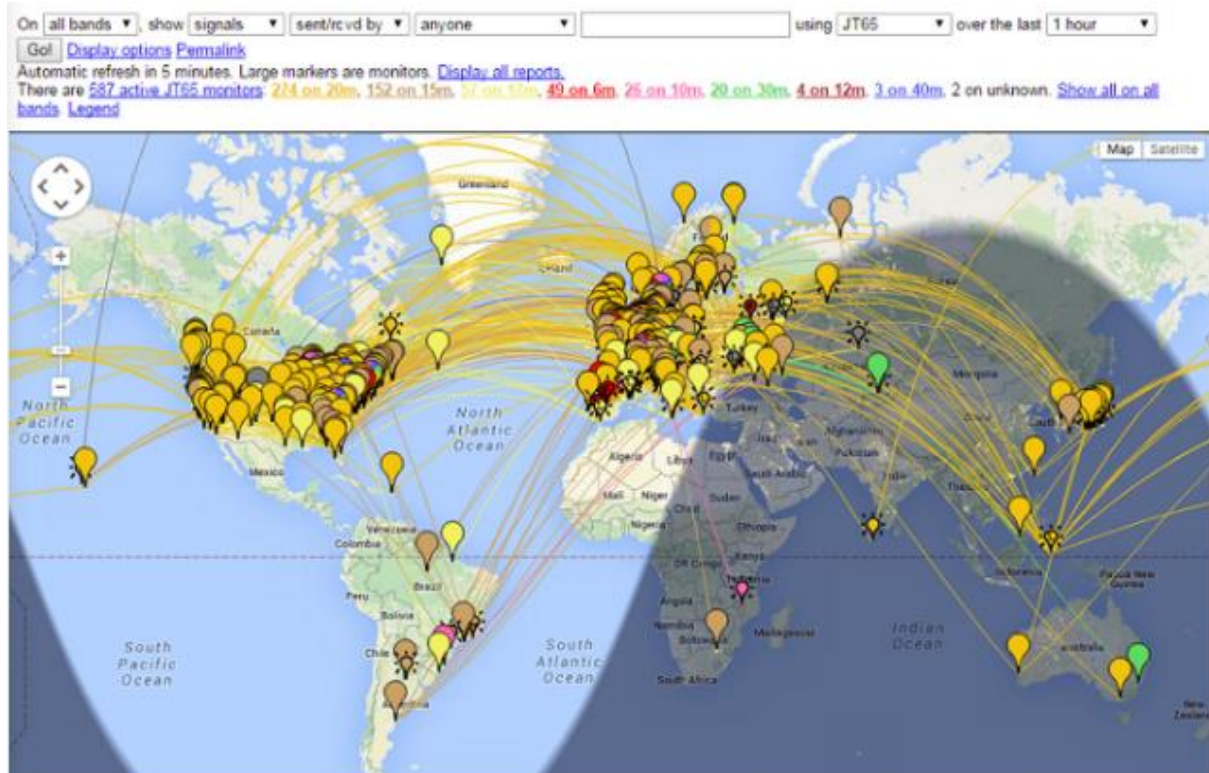 On all bands , show signals sent/rcvd by anyone using JT65 over the last 1 hour
Go! Display options Permalink
Automatic refresh in 5 minutes. Large markers are monitors. Display all reports.
There are 587 active JT65 monitors: 274 on 20m, 152 on 15m, 57 on 17m, 49 on 6m, 26 on 10m, 20 on 30m, 4 on 12m, 3 on 40m, 2 on unknown. Show all on all
bands. Legend
Map Satellite
Greenland
Canada
North
Pacific
Ocean
North
Atlantic
Ocean
Mongolia
Turkey
Afghanistan
Pakistan
Iraq
Iran
Mexico
Algeria
Libya
Egypt
Saudi Arabia
India
Mali
Niger
Chad
Sudan
Nigeria
Ethiopia
Venezuela
Colombia
Kenya
DR Congo
Indonesia
Papua New
Guinea
Brazil
Peru
Angola
Bolivia
Namibia
Botswana
Madagascar
Indian
Ocean
Australia
Chile
South
Pacific
Ocean
South
Atlantic
Ocean
South Africa
Argentina
New
Zealand